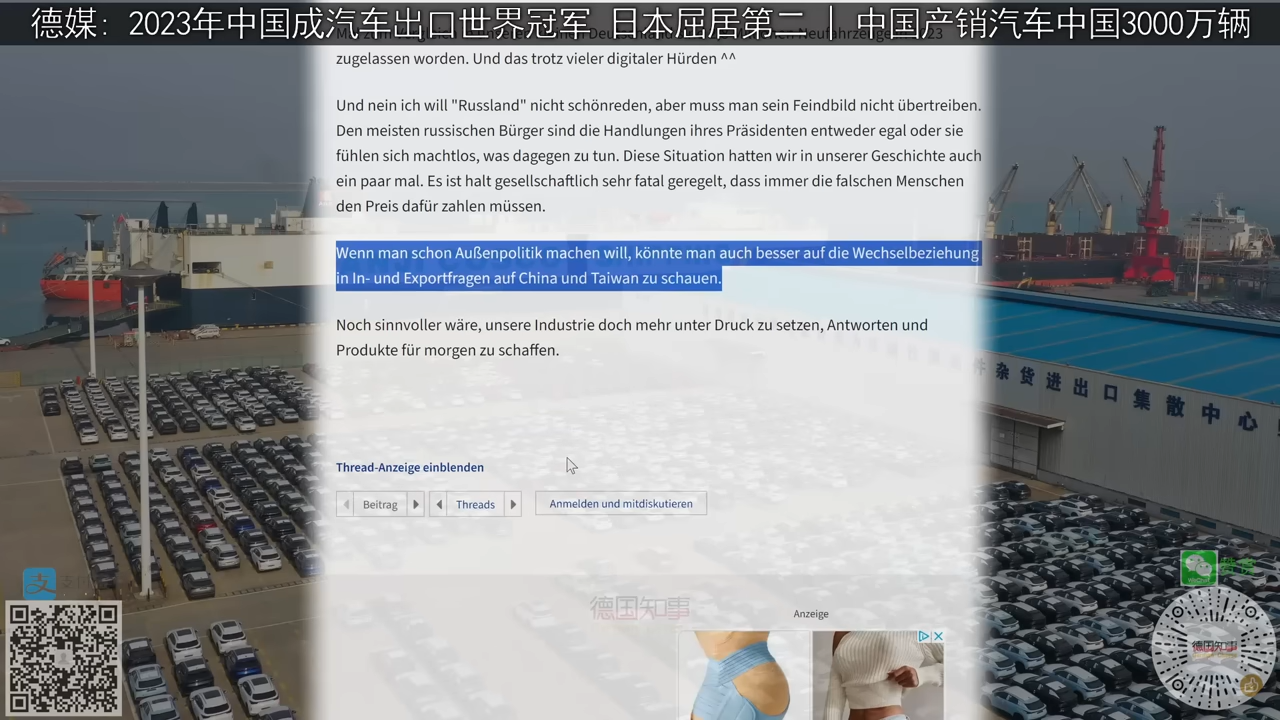 德媒：2023年中国成汽车出口世界冠军 日本屈居第二 | 中国产销汽车中国3000万辆
zugelassen worden. Und das trotz vieler digitaler Hürden ^^
Und nein ich will "Russland" nicht schönreden, aber muss man sein Feindbild nicht übertreiben.
Den meisten russischen Bürger sind die Handlungen ihres Präsidenten entweder egal oder sie
fühlen sich machtlos, was dagegen zu tun. Diese Situation hatten wir in unserer Geschichte auch
ein paar mal. Es ist halt gesellschaftlich sehr fatal geregelt, dass immer die falschen Menschen
den Preis dafür zahlen müssen.
Wenn man schon Außenpolitik machen will, könnte man auch besser auf die Wechselbeziehung
in In- und Exportfragen auf China und Taiwan zu schauen.
Noch sinnvoller wäre, unsere Industrie doch mehr unter Druck zu setzen, Antworten und
Produkte für morgen zu schaffen.
杂货进出口集散中心
Thread-Anzeige einblenden
Beitrag
Threads
Anmelden und mitdiskutieren
支
德国知事
Anzeige
德国知事